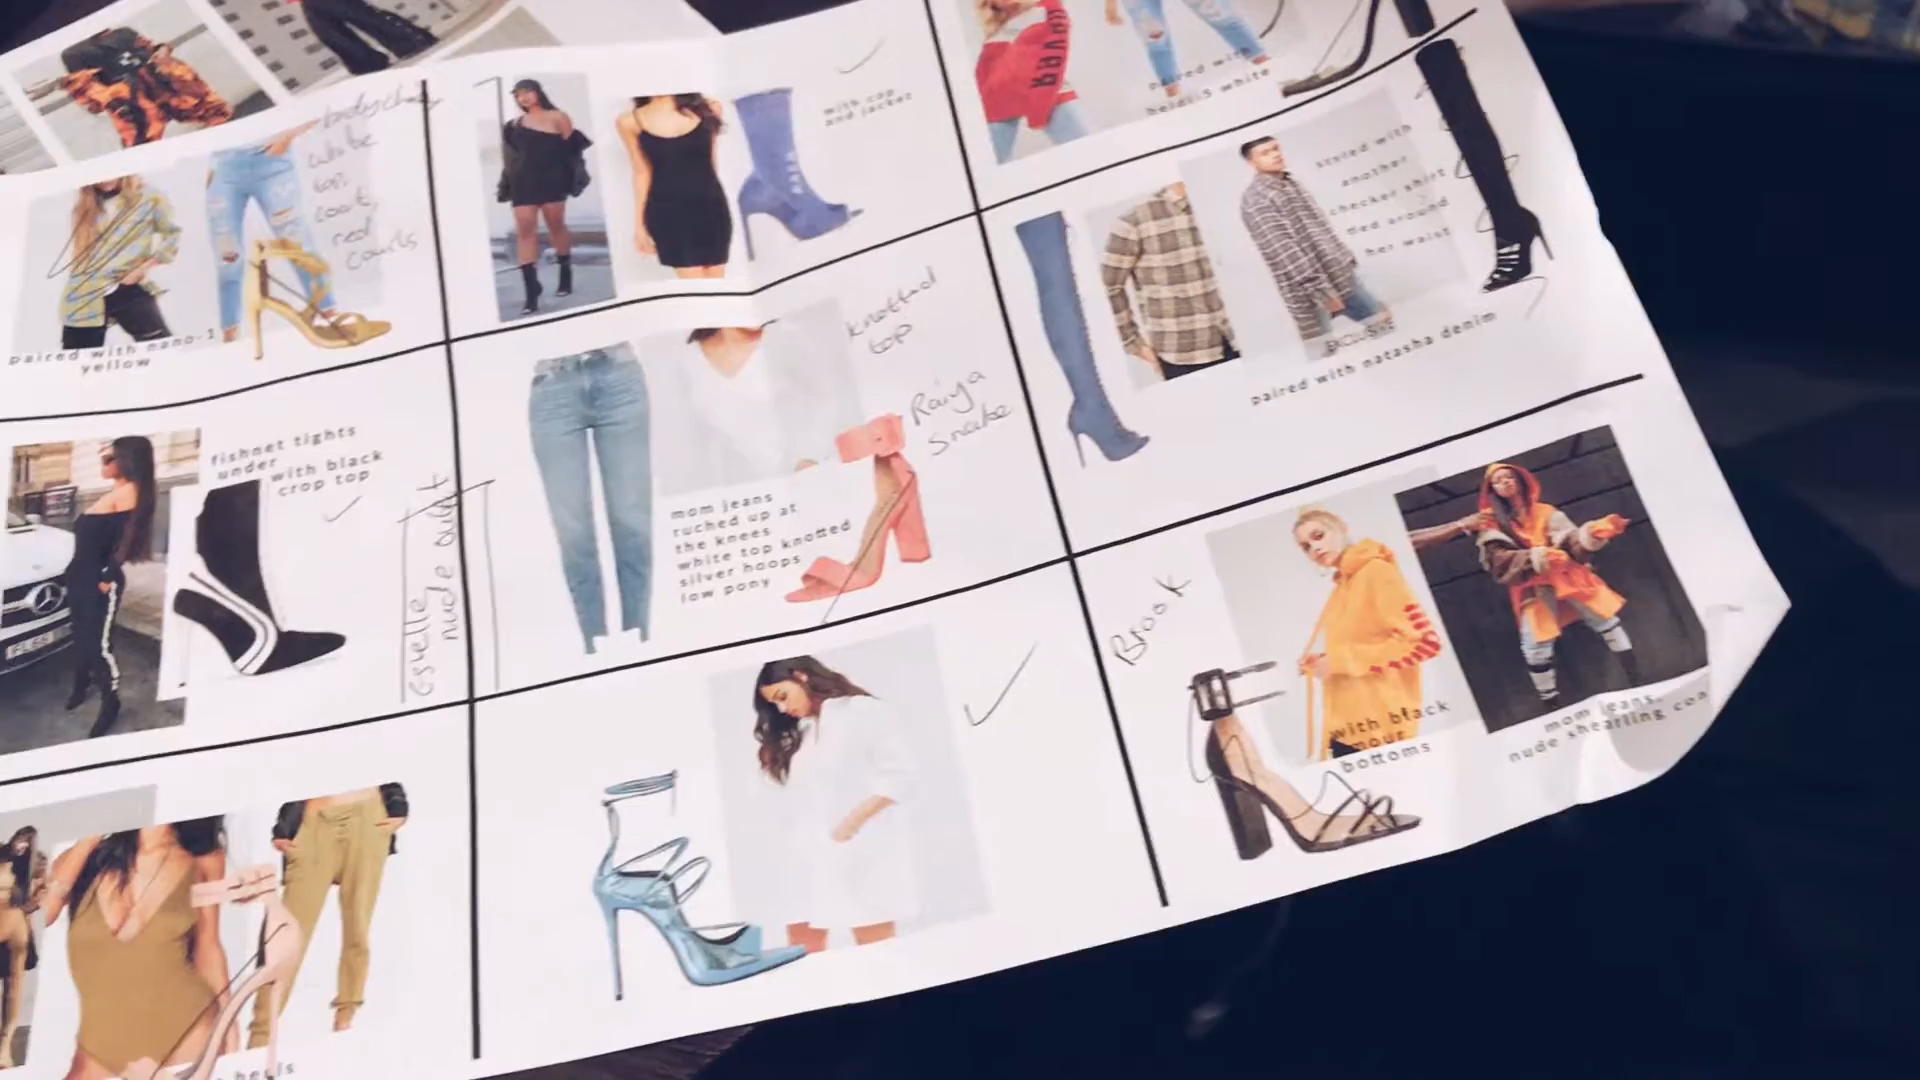 white
top,
coat,
red
courts
paired with nano-1
yellow
with cap
and jacket
paired with
heidi-5 white
styled with
another
checker shirt
tied around
her waist
EXCLUSIVE
paired with natasha denim
fishnet tights
under
with black
crop top
nude outfit
knotted
top
Raiya
Snake
mom jeans
ruched up at
the knees
white top knotted
silver hoops
low pony
Brook
with black
bottoms
mom jeans,
nude shearling
heels